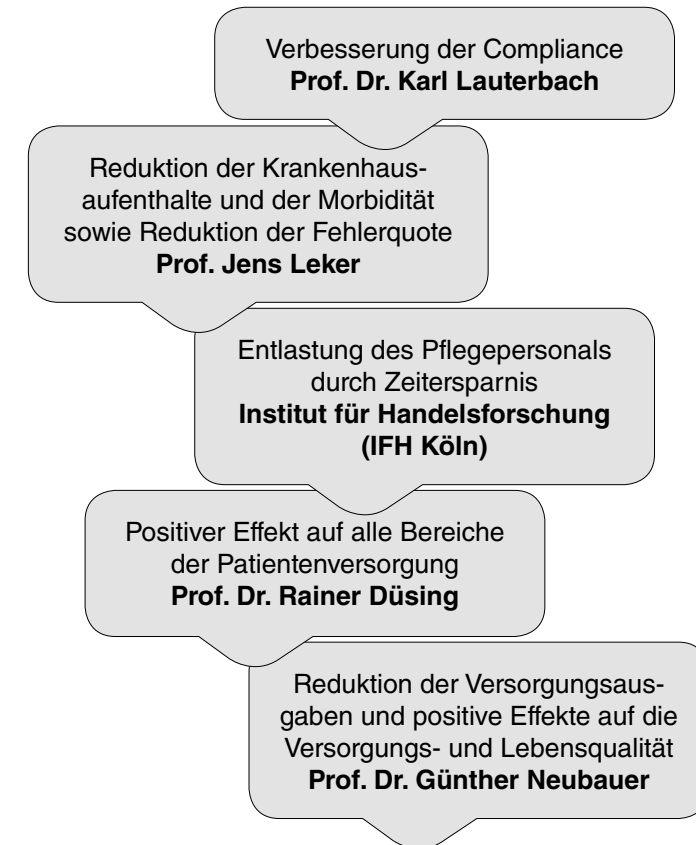 Verbesserung der Compliance
Prof. Dr. Karl Lauterbach
Reduktion der Krankenhaus-
aufenthalte und der Morbidität
sowie Reduktion der Fehlerquote
Prof. Jens Leker
Entlastung des Pflegepersonals
durch Zeitersparnis
Institut für Handelsforschung
(IFH Köln)
Positiver Effekt auf alle Bereiche
der Patientenversorgung
Prof. Dr. Rainer Düsing
Reduktion der Versorgungsaus-
gaben und positive Effekte auf die
Versorgungs- und Lebensqualität
Prof. Dr. Günther Neubauer